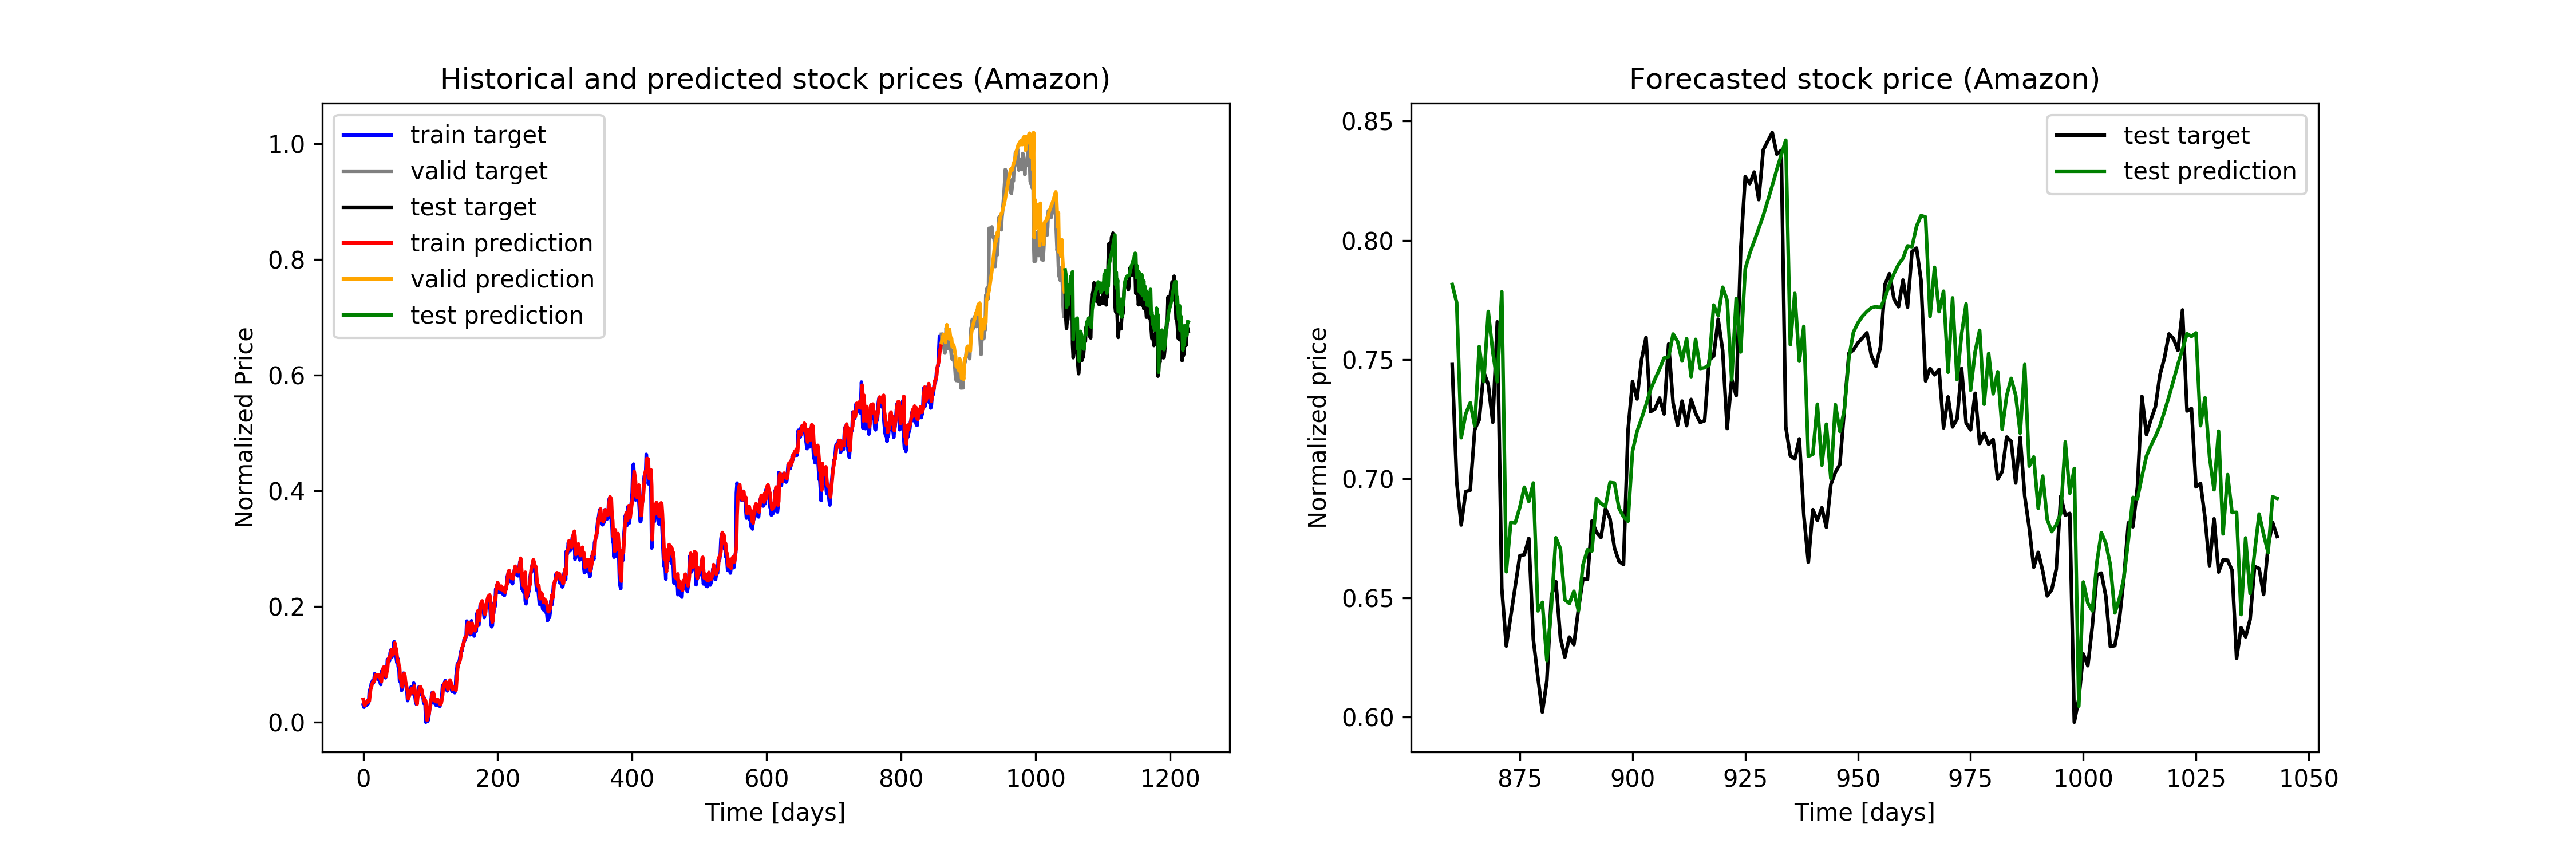 Historical and predicted stock prices (Amazon)
train target
valid target
test target
train prediction
valid prediction
test prediction
Normalized Price
1.0
0.8
0.6
0.4
0.2
0.0
0 200 400 600 800 1000 1200
Time [days]
Forecasted stock price (Amazon)
test target
test prediction
Normalized price
0.85
0.80
0.75
0.70
0.65
0.60
875 900 925 950 975 1000 1025 1050
Time [days]